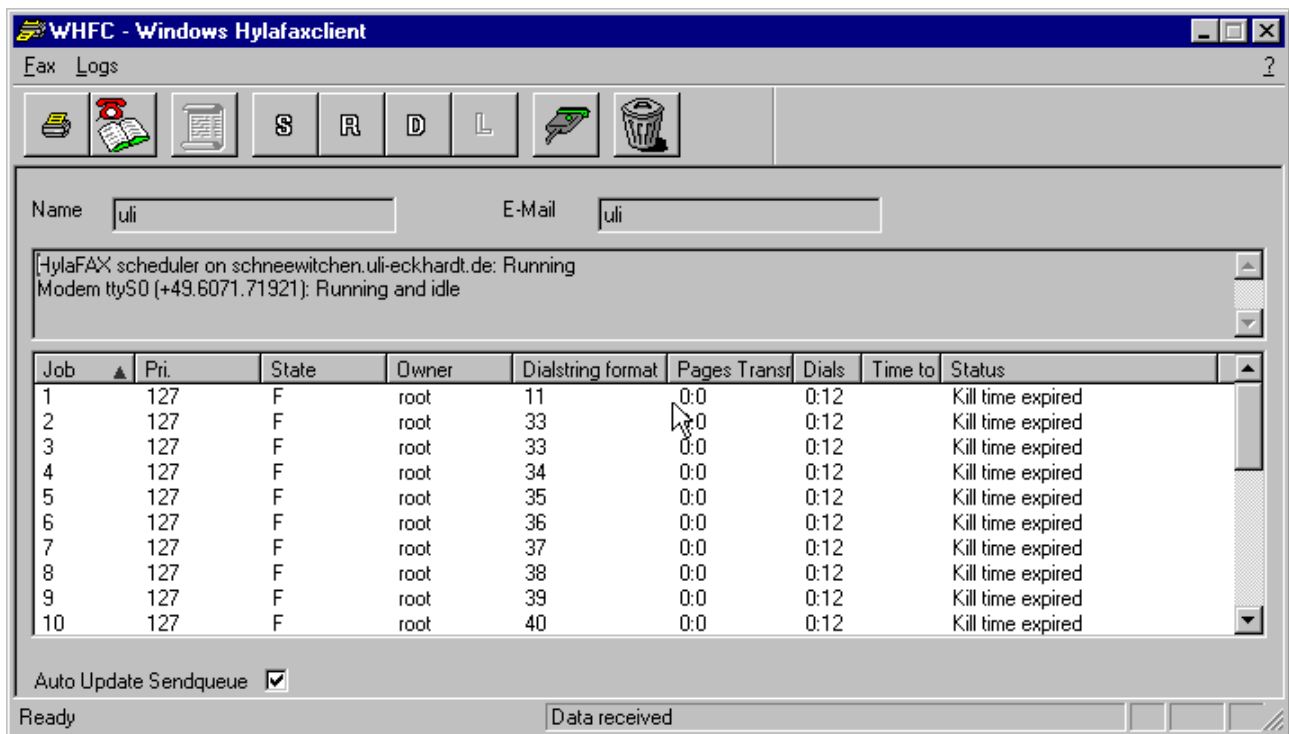 WHFC - Windows Hylafaxclient
Fax Logs ?
S R D L
Name uli E-Mail uli
HylaFAX scheduler on schneewitchen.uli-eckhardt.de: Running
Modem ttyS0 (+49.6071.71921): Running and idle
Job Pri. State Owner Dialstring format Pages Transr Dials Time to Status
1 127 F root 11 0:0 0:12 Kill time expired
2 127 F root 33 0:0 0:12 Kill time expired
3 127 F root 33 0:0 0:12 Kill time expired
4 127 F root 34 0:0 0:12 Kill time expired
5 127 F root 35 0:0 0:12 Kill time expired
6 127 F root 36 0:0 0:12 Kill time expired
7 127 F root 37 0:0 0:12 Kill time expired
8 127 F root 38 0:0 0:12 Kill time expired
9 127 F root 39 0:0 0:12 Kill time expired
10 127 F root 40 0:0 0:12 Kill time expired
Auto Update Sendqueue
Ready Data received